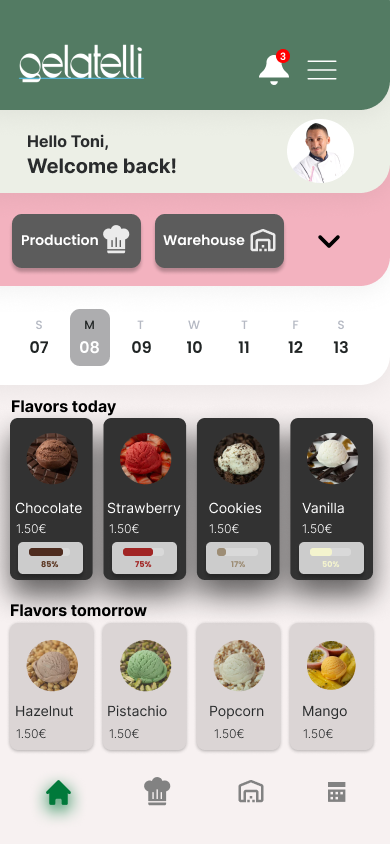 gelatelli
3
Hello Toni,
Welcome back!
Production
Warehouse
S M T W T F S
07 08 09 10 11 12 13
Flavors today
Chocolate Strawberry Cookies Vanilla
1.50€ 1.50€ 1.50€ 1.50€
85% 75% 17% 50%
Flavors tomorrow
Hazelnut Pistachio Popcorn Mango
1.50€ 1.50€ 1.50€ 1.50€